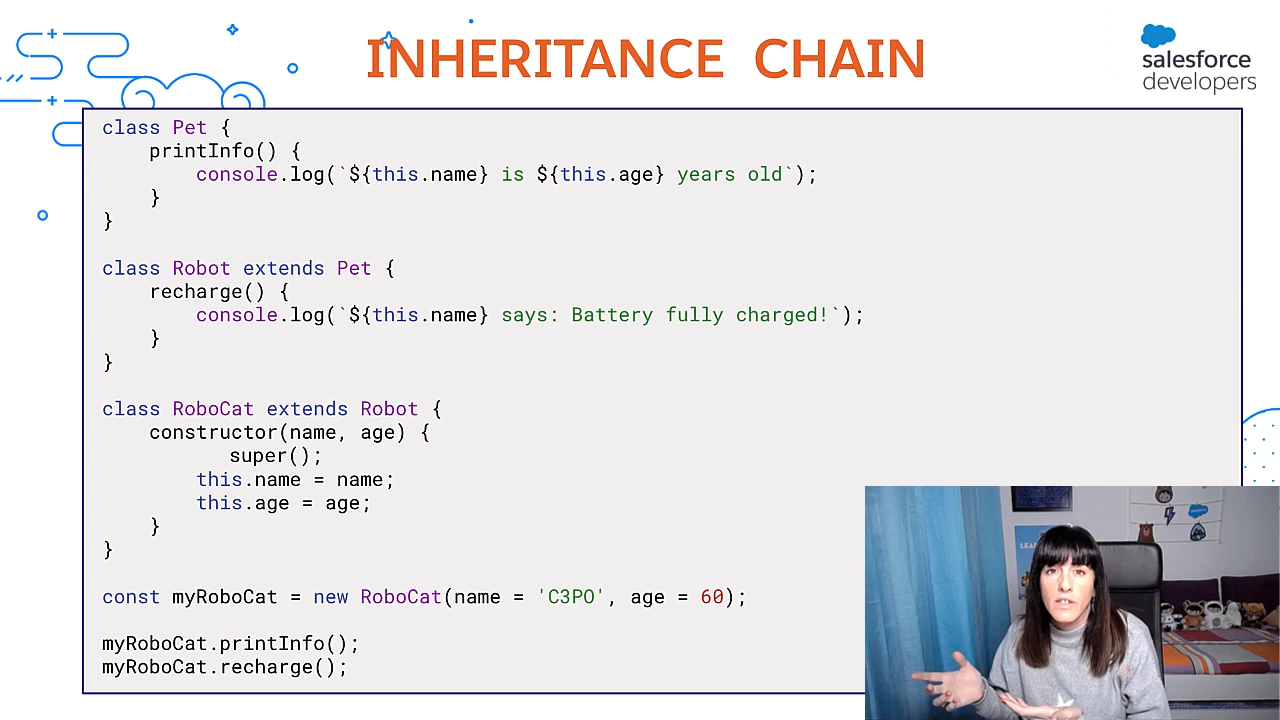 INHERITANCE CHAIN
salesforce
developers
class Pet {
    printInfo() {
        console.log(`${this.name} is ${this.age} years old`);
    }
}
class Robot extends Pet {
    recharge() {
        console.log(`${this.name} says: Battery fully charged!`);
    }
}
class RoboCat extends Robot {
    constructor(name, age) {
           super();
        this.name = name;
        this.age = age;
    }
}
const myRoboCat = new RoboCat(name = 'C3PO', age = 60);
myRoboCat.printInfo();
myRoboCat.recharge();